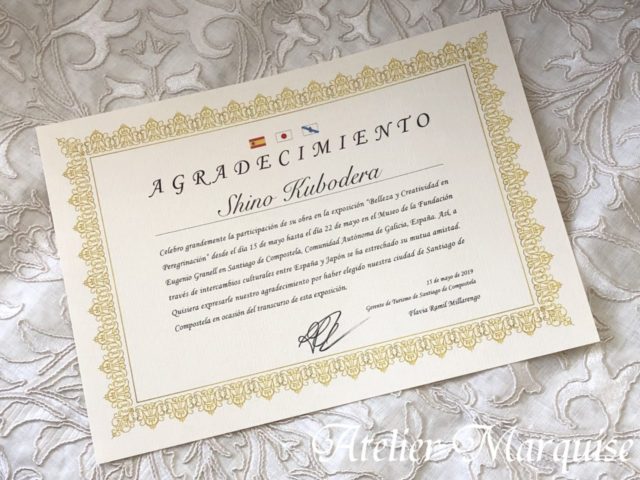 AGRADECIMIENTO
Shino Kubodera
Celebro grandemente la participación de su obra en la exposición "Belleza y Creatividad en
Peregrinación" desde el día 15 de mayo hasta el día 22 de mayo en el Museo de la Fundación
Eugenio Granell en Santiago de Compostela, Comunidad Autónoma de Galicia, España. Así, a
través de intercambios culturales entre España y Japón se ha estrechado su mutua amistad.
Quisiera expresarle nuestro agradecimiento por haber elegido nuestra ciudad de Santiago de
Compostela en ocasión del transcurso de esta exposición.
15 de mayo de 2019
Gerente de Turismo de Santiago de Compostela
Flavia Ramil Millarengo
Atelier Marquise